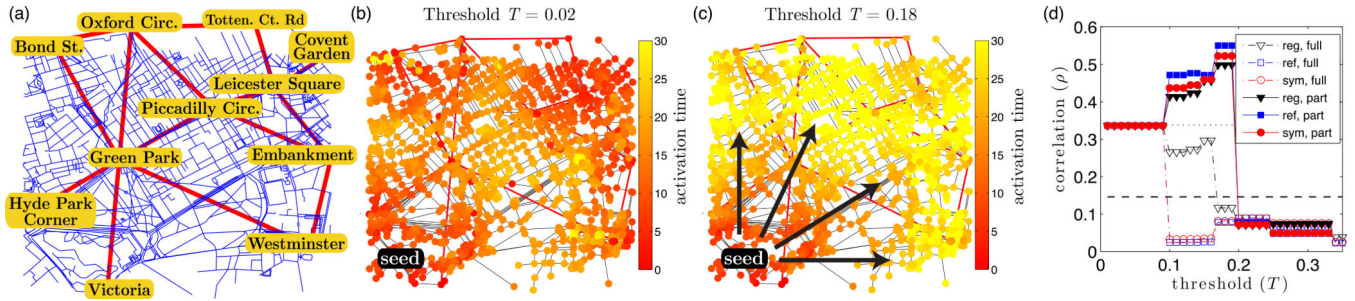 (a)
Oxford Circ.
Totten. Ct. Rd
Bond St.
Covent
Garden
Leicester Square
Piccadilly Circ.
Green Park
Embankment
Hyde Park
Corner
Westminster
Victoria
(b)
Threshold T = 0.02
seed
30
25
20
15
10
5
0
activation time
(c)
Threshold T = 0.18
seed
30
25
20
15
10
5
0
activation time
(d)
0.6
0.5
0.4
0.3
0.2
0.1
0
correlation (ρ)
reg, full
ref, full
sym, full
reg, part
ref, part
sym, part
0 0.1 0.2 0.3
threshold (T)